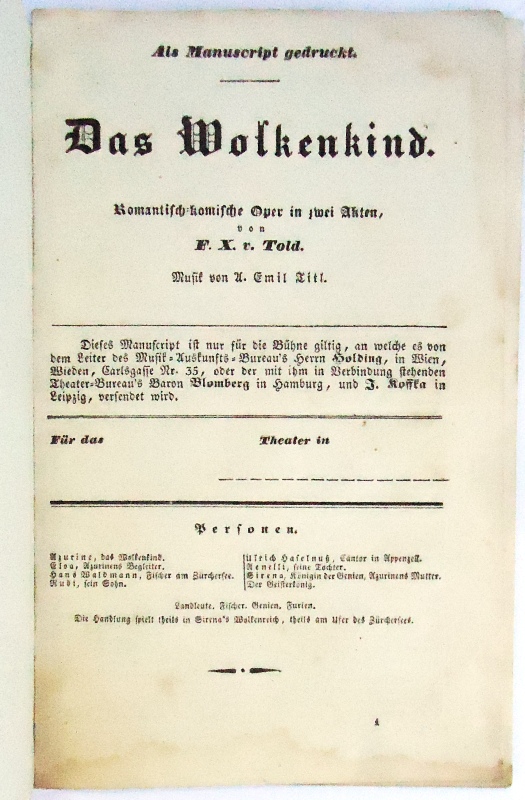 Als Manuscript gedruckt.
Das Wolkenkind.
Romantisch-komische Oper in zwei Akten,
von
F. X. v. Told.
Musik von A. Emil Titl.
Dieses Manuscript ist nur für die Bühne giltig, an welche es von
dem Leiter des Musik-Auskunfts-Bureau's Herrn Holding, in Wien,
Wieden, Carlsgasse Nr. 35, oder der mit ihm in Verbindung stehenden
Theater-Bureau's Baron Blomberg in Hamburg, und J. Koffka in
Leipzig, versendet wird.
Für das Theater in
Personen.
Azurine, das Wolkenkind.
Eloa, Azurinens Begleiter.
Hans Waldmann, Fischer am Zürchersee.
Rudi, sein Sohn.
Ulrich Haselnuß, Cantor in Appenzell.
Renelli, seine Tochter.
Sirena, Königin der Genien, Azurinens Mutter.
Der Geisterkönig.
Landleute. Fischer. Genien. Furien.
Die Handlung spielt theils in Sirena's Wolkenreich, theils am Ufer des Zürchersees.
1